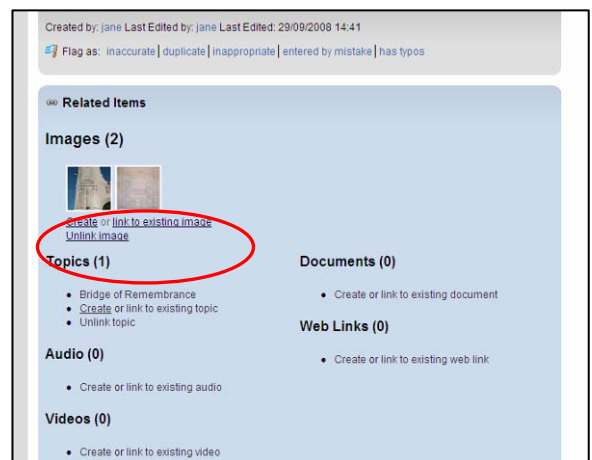 Created by: jane Last Edited by: jane Last Edited: 29/09/2008 14:41
Flag as: inaccurate | duplicate | inappropriate | entered by mistake | has typos
Related Items
Images (2)
Create or link to existing image
Unlink image
Topics (1)
• Bridge of Remembrance
• Create or link to existing topic
• Unlink topic
Audio (0)
• Create or link to existing audio
Videos (0)
• Create or link to existing video
Documents (0)
• Create or link to existing document
Web Links (0)
• Create or link to existing web link